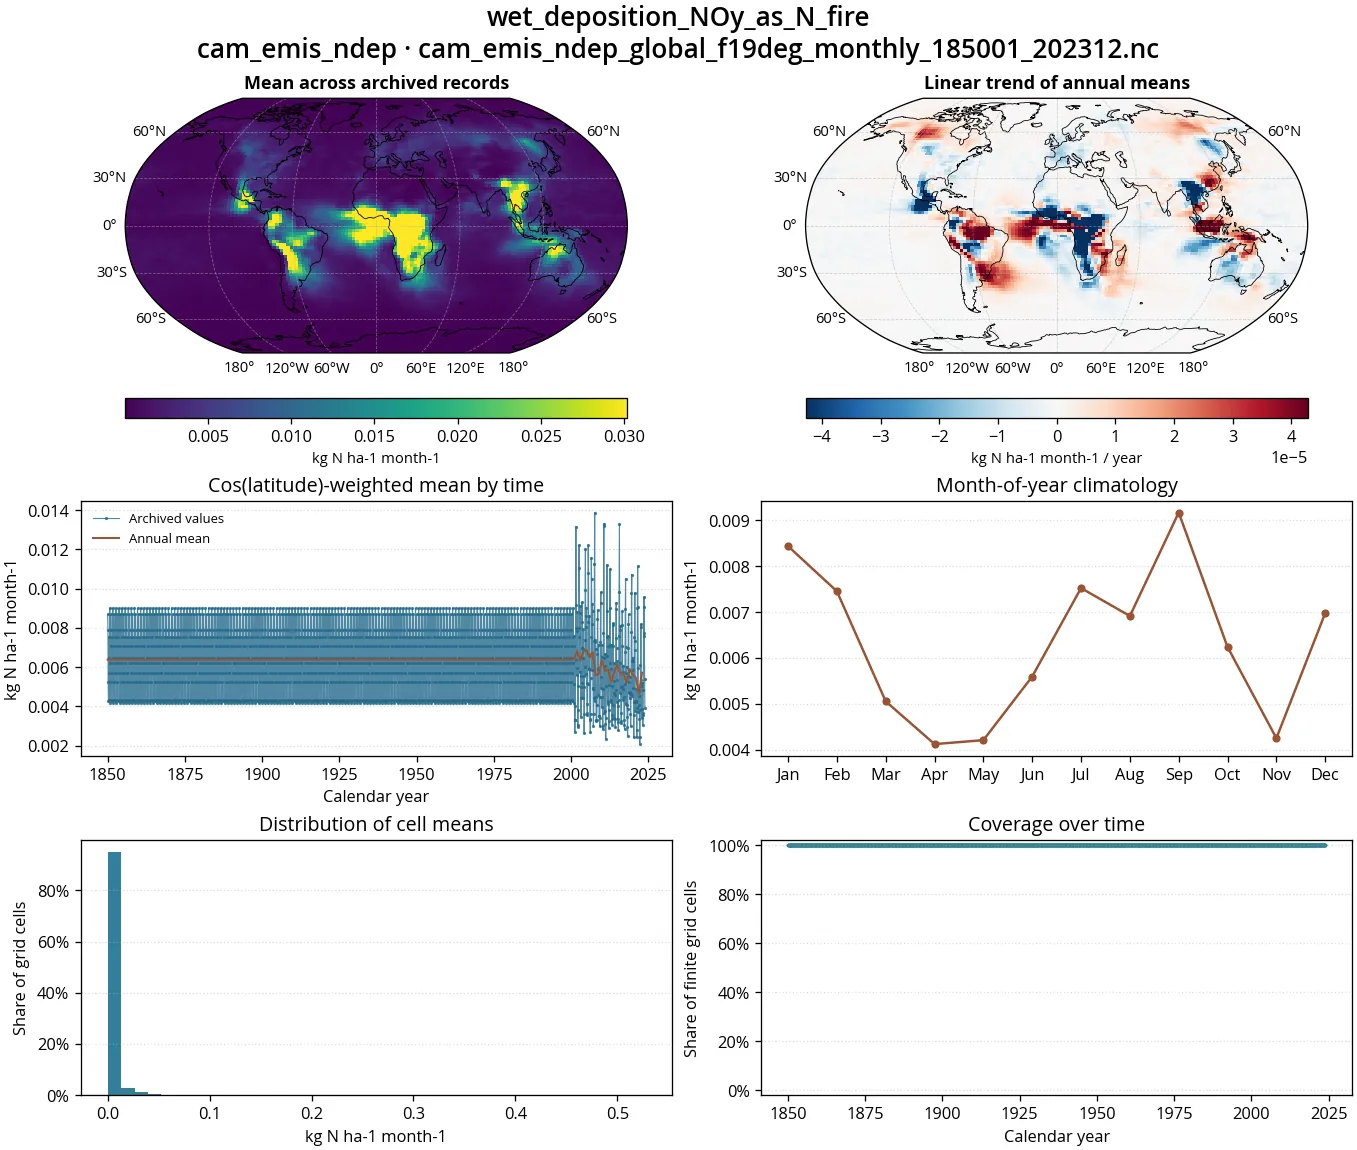 wet_deposition_NOy_as_N_fire
cam_emis_ndep · cam_emis_ndep_global_f19deg_monthly_185001_202312.nc
Mean across archived records
60°N 60°N
30°N
0°
30°S
60°S 60°S
180° 120°W 60°W 0° 60°E 120°E 180°
0.005 0.010 0.015 0.020 0.025 0.030
kg N ha-1 month-1
Linear trend of annual means
60°N 60°N
30°N
0°
30°S
60°S 60°S
180° 120°W 60°W 0° 60°E 120°E 180°
−4 −3 −2 −1 0 1 2 3 4
kg N ha-1 month-1 / year
1e−5
Cos(latitude)-weighted mean by time
kg N ha-1 month-1
0.014
0.012
0.010
0.008
0.006
0.004
0.002
Archived values
Annual mean
1850 1875 1900 1925 1950 1975 2000 2025
Calendar year
Month-of-year climatology
kg N ha-1 month-1
0.009
0.008
0.007
0.006
0.005
0.004
Jan Feb Mar Apr May Jun Jul Aug Sep Oct Nov Dec
Distribution of cell means
Share of grid cells
80%
60%
40%
20%
0%
0.0 0.1 0.2 0.3 0.4 0.5
kg N ha-1 month-1
Coverage over time
Share of finite grid cells
100%
80%
60%
40%
20%
0%
1850 1875 1900 1925 1950 1975 2000 2025
Calendar year